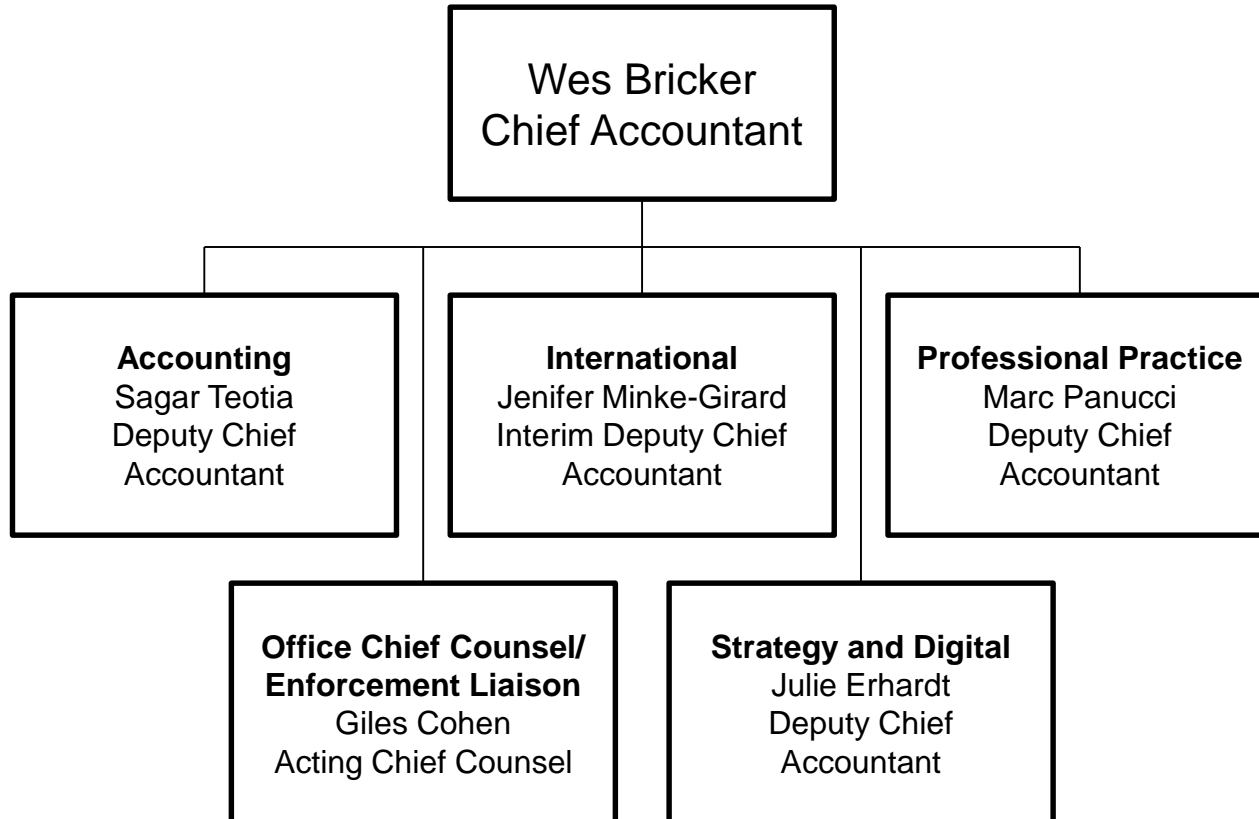 Wes Bricker
Chief Accountant
Accounting
Sagar Teotia
Deputy Chief
Accountant
International
Jenifer Minke-Girard
Interim Deputy Chief
Accountant
Professional Practice
Marc Panucci
Deputy Chief
Accountant
Office Chief Counsel/
Enforcement Liaison
Giles Cohen
Acting Chief Counsel
Strategy and Digital
Julie Erhardt
Deputy Chief
Accountant